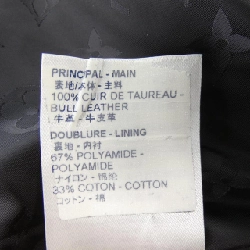 PRINCIPAL - MAIN
裏地/本体 - 主料
100% CUIR DE TAUREAU -
BULL LEATHER
牛革 - 牛皮革
DOUBLURE - LINING
裏地 - 内衬
67% POLYAMIDE -
POLYAMIDE
ナイロン - 锦纶
33% COTON - COTTON
コットン - 棉